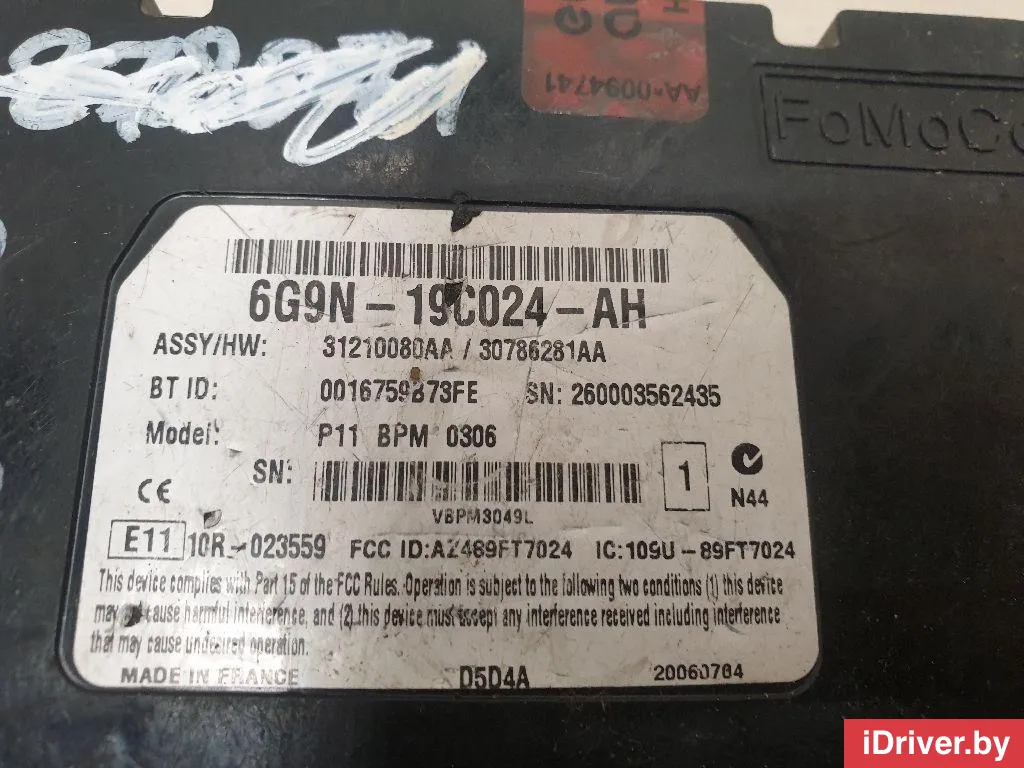 AA-0094741
FoMoCo
6G9N-19C024-AH
ASSY/HW: 31210080AA / 30786281AA
BT ID: 0016759B73FE SN: 260003562435
Model: P11 BPM 0306
SN:
1
N44
VBPM3049L
CE
E11 10R-023559 FCC ID:AZ489FT7024 IC:109U-89FT7024
This device complies with Part 15 of the FCC Rules. Operation is subject to the following two conditions (1) this device
may not cause harmful interference, and (2) this device must accept any interference received including interference
that may cause undesired operation.
MADE IN FRANCE D5D4A 20060704
iDriver.by